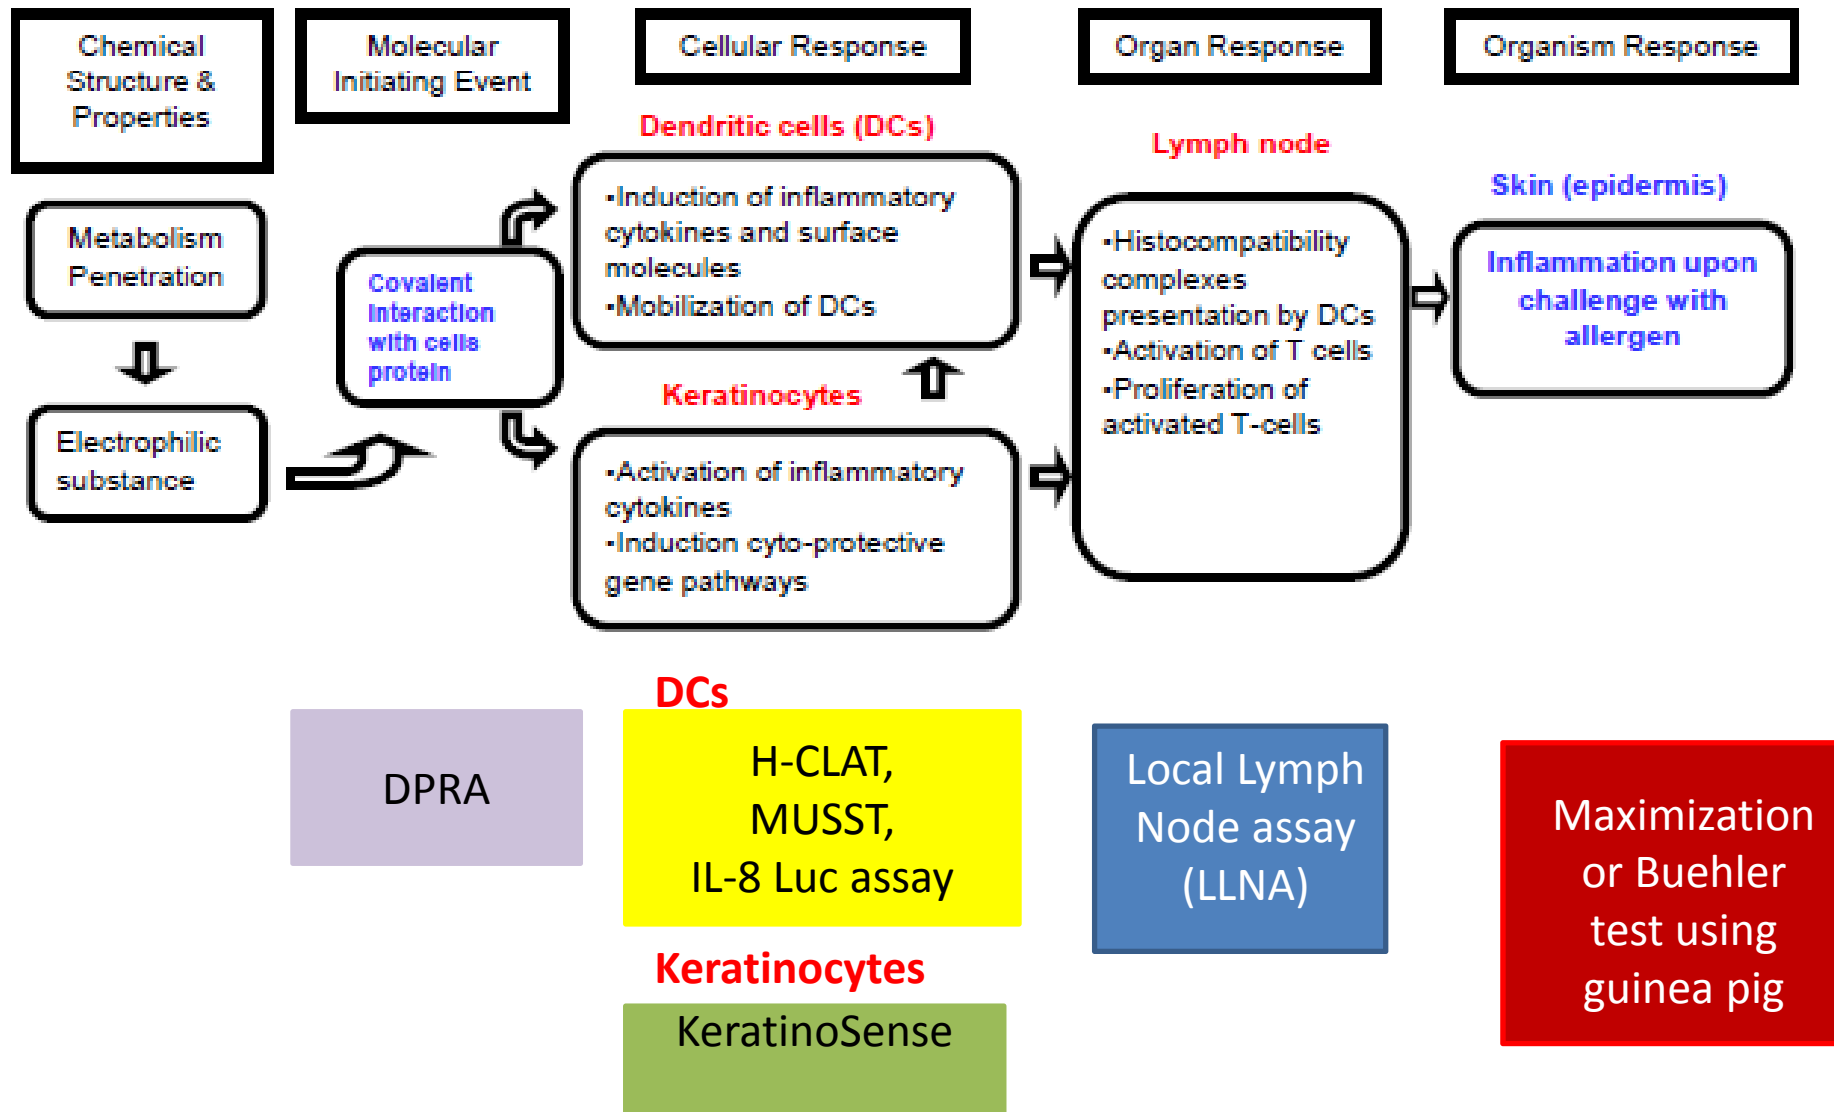 Chemical
Structure &
Properties
Molecular
Initiating Event
Cellular Response
Organ Response
Organism Response
Metabolism
Penetration
Electrophilic
substance
Covalent
interaction
with cells
protein
Dendritic cells (DCs)
▪Induction of inflammatory
cytokines and surface
molecules
▪Mobilization of DCs
Keratinocytes
▪Activation of inflammatory
cytokines
▪Induction cyto-protective
gene pathways
Lymph node
▪Histocompatibility
complexes
presentation by DCs
▪Activation of T cells
▪Proliferation of
activated T-cells
Skin (epidermis)
Inflammation upon
challenge with
allergen
DPRA
DCs
H-CLAT,
MUSST,
IL-8 Luc assay
Keratinocytes
KeratinoSense
Local Lymph
Node assay
(LLNA)
Maximization
or Buehler
test using
guinea pig